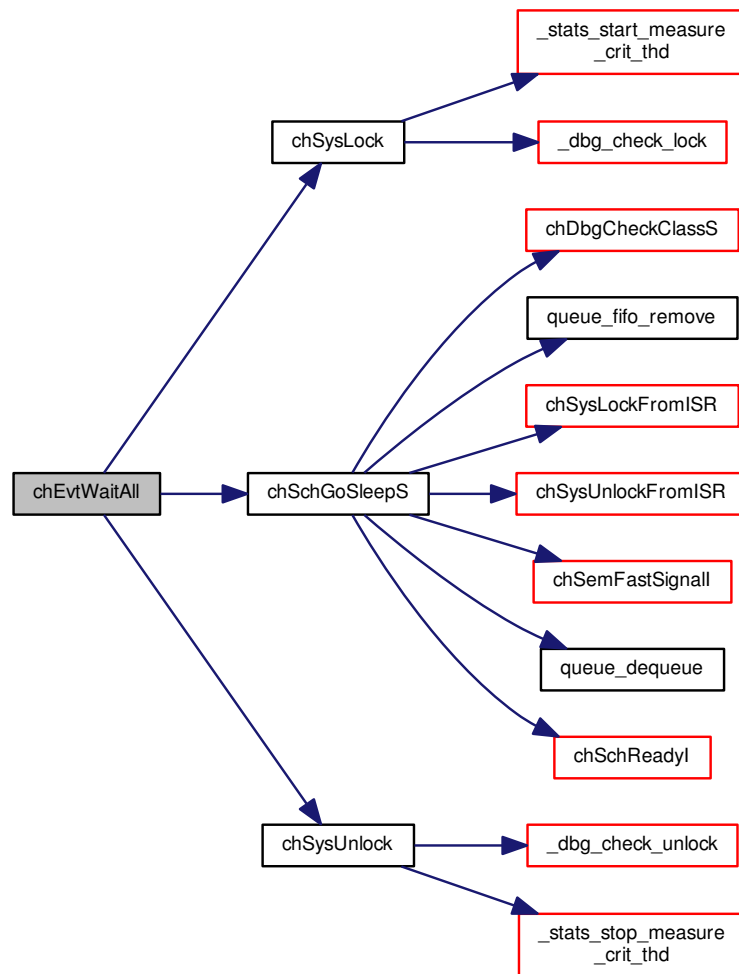 _stats_start_measure
_crit_thd
chSysLock
_dbg_check_lock
chDbgCheckClassS
queue_fifo_remove
chSysLockFromISR
chEvtWaitAll
chSchGoSleepS
chSysUnlockFromISR
chSemFastSignalI
queue_dequeue
chSchReadyI
chSysUnlock
_dbg_check_unlock
_stats_stop_measure
_crit_thd